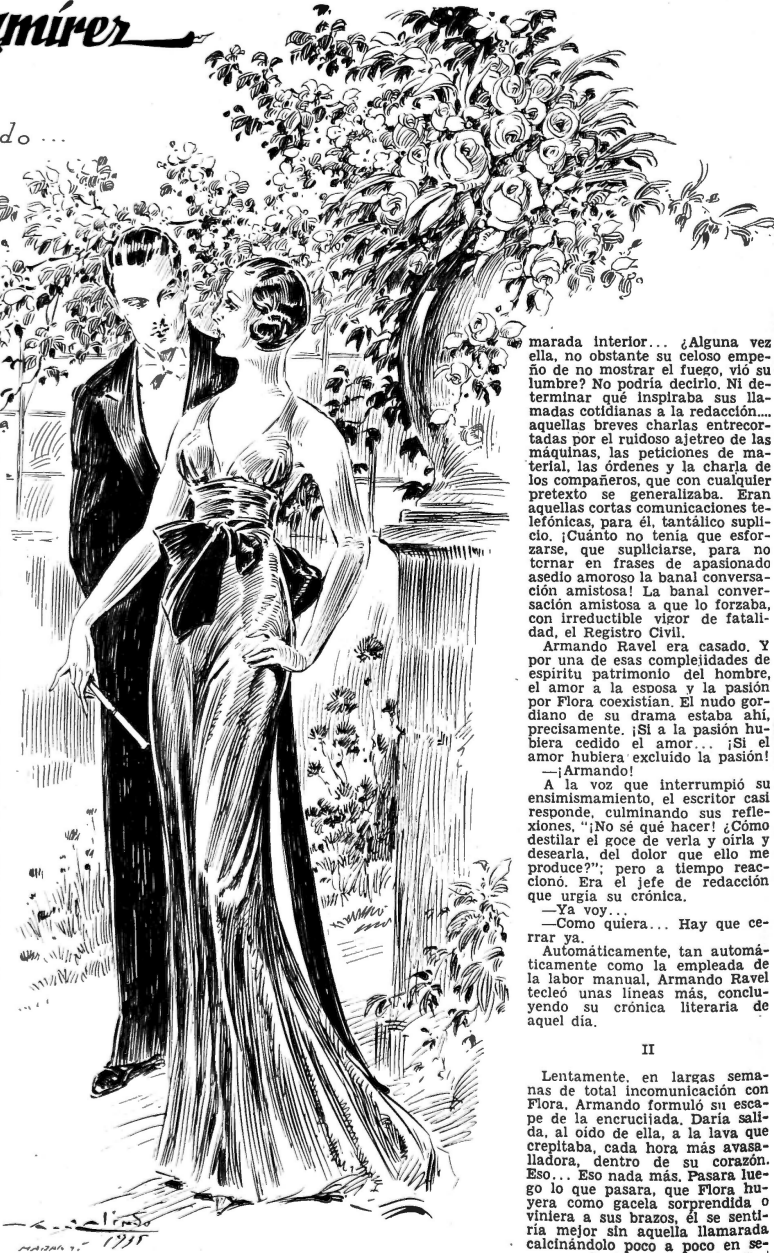 do...
marada interior... ¿Alguna vez
ella, no obstante su celoso empe-
ño de no mostrar el fuego, vió su
lumbre? No podría decirlo. Ni de-
terminar qué inspiraba sus lla-
madas cotidianas a la redacción....
aquellas breves charlas entrecor-
tadas por el ruidoso ajetreo de las
máquinas, las peticiones de ma-
terial, las órdenes y la charla de
los compañeros, que con cualquier
pretexto se generalizaba. Eran
aquellas cortas comunicaciones te-
lefónicas, para él, tantálico supli-
cio. ¡Cuánto no tenía que esfor-
zarse, que supliciarse, para no
tornar en frases de apasionado
asedio amoroso la banal conversa-
ción amistosa! La banal conver-
sación amistosa a que lo forzaba,
con irreductible vigor de fatali-
dad, el Registro Civil.
Armando Ravel era casado. Y
por una de esas complejidades de
espíritu patrimonio del hombre,
el amor a la esposa y la pasión
por Flora coexistían. El nudo gor-
diano de su drama estaba ahí,
precisamente. ¡Si a la pasión hu-
biera cedido el amor... ¡Si el
amor hubiera excluido la pasión!
—¡Armando!
A la voz que interrumpió su
ensimismamiento, el escritor casi
responde, culminando sus refle-
xiones, "¡No sé qué hacer! ¿Cómo
destilar el goce de verla y oírla y
desearla, del dolor que ello me
produce?"; pero a tiempo reac-
cionó. Era el jefe de redacción
que urgía su crónica.
—Ya voy...
—Como quiera... Hay que ce-
rrar ya.
Automáticamente, tan automá-
ticamente como la empleada de
la labor manual, Armando Ravel
tecleó unas líneas más, conclu-
yendo su crónica literaria de
aquel día.
II
Lentamente, en largas sema-
nas de total incomunicación con
Flora, Armando formuló su esca-
pe de la encrucijada. Daría sali-
da, al oído de ella, a la lava que
crepitaba, cada hora más avasa-
lladora, dentro de su corazón.
Eso... Eso nada más. Pasara lue-
go lo que pasara, que Flora hu-
yera como gacela sorprendida o
viniera a sus brazos, él se senti-
ría mejor sin aquella llamarada
calcinándolo poco a poco en se-
1935